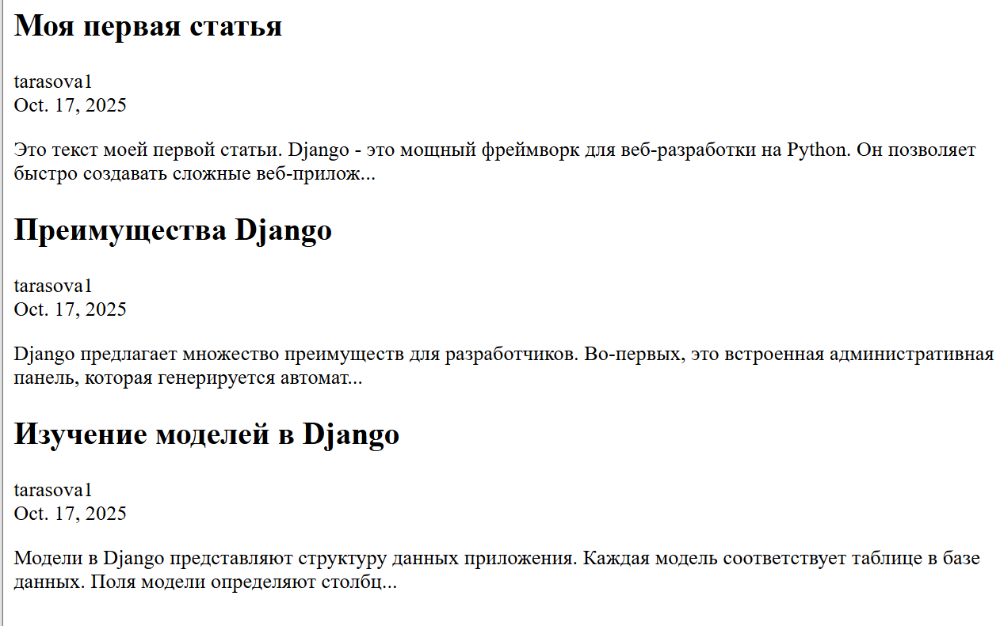 Моя первая статья
tarasova1
Oct. 17, 2025
Это текст моей первой статьи. Django - это мощный фреймворк для веб-разработки на Python. Он позволяет
быстро создавать сложные веб-прилож...
Преимущества Django
tarasova1
Oct. 17, 2025
Django предлагает множество преимуществ для разработчиков. Во-первых, это встроенная административная
панель, которая генерируется автомат...
Изучение моделей в Django
tarasova1
Oct. 17, 2025
Модели в Django представляют структуру данных приложения. Каждая модель соответствует таблице в базе
данных. Поля модели определяют столбц...